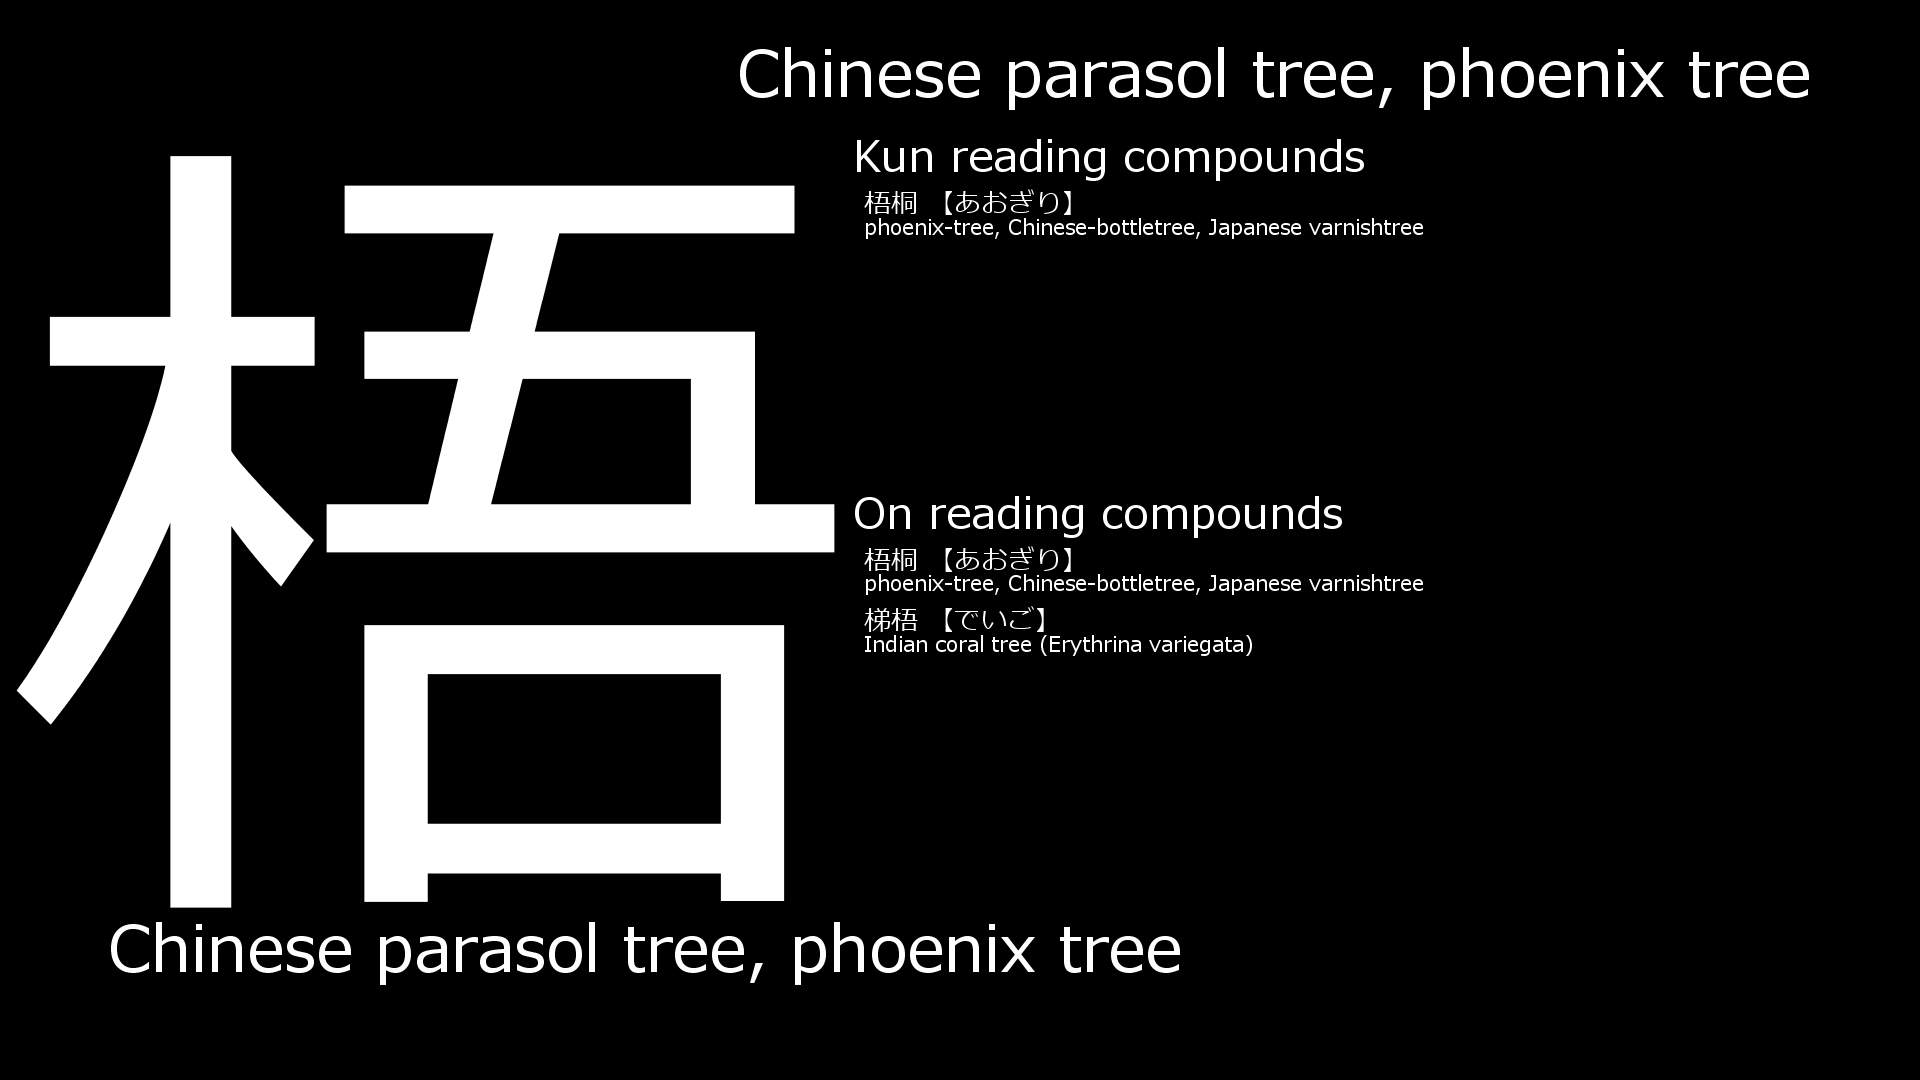 Chinese parasol tree, phoenix tree
梧
Kun reading compounds
梧桐 【あおぎり】
phoenix-tree, Chinese-bottletree, Japanese varnishtree
On reading compounds
梧桐 【あおぎり】
phoenix-tree, Chinese-bottletree, Japanese varnishtree
梯梧 【でいご】
Indian coral tree (Erythrina variegata)
Chinese parasol tree, phoenix tree